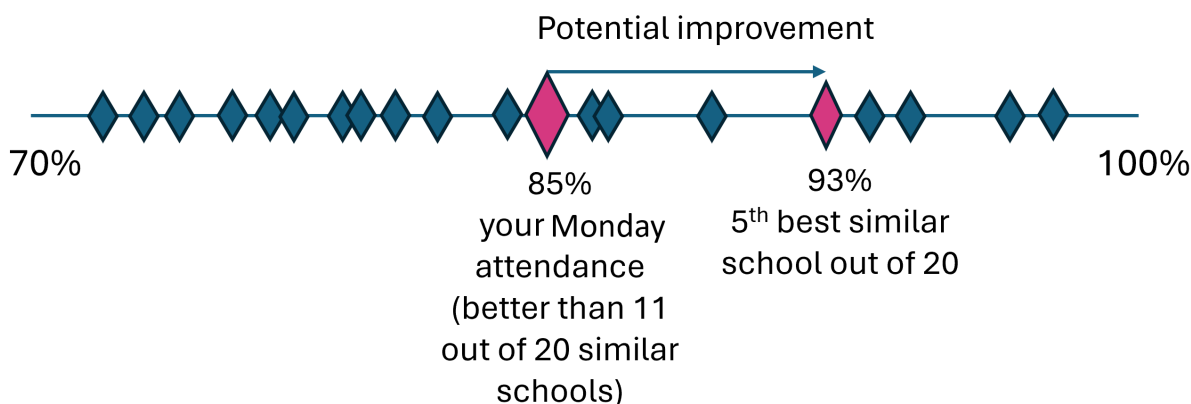 Potential improvement
70%
100%
85%
your Monday
attendance
(better than 11
out of 20 similar
schools)
93%
5th best similar
school out of 20